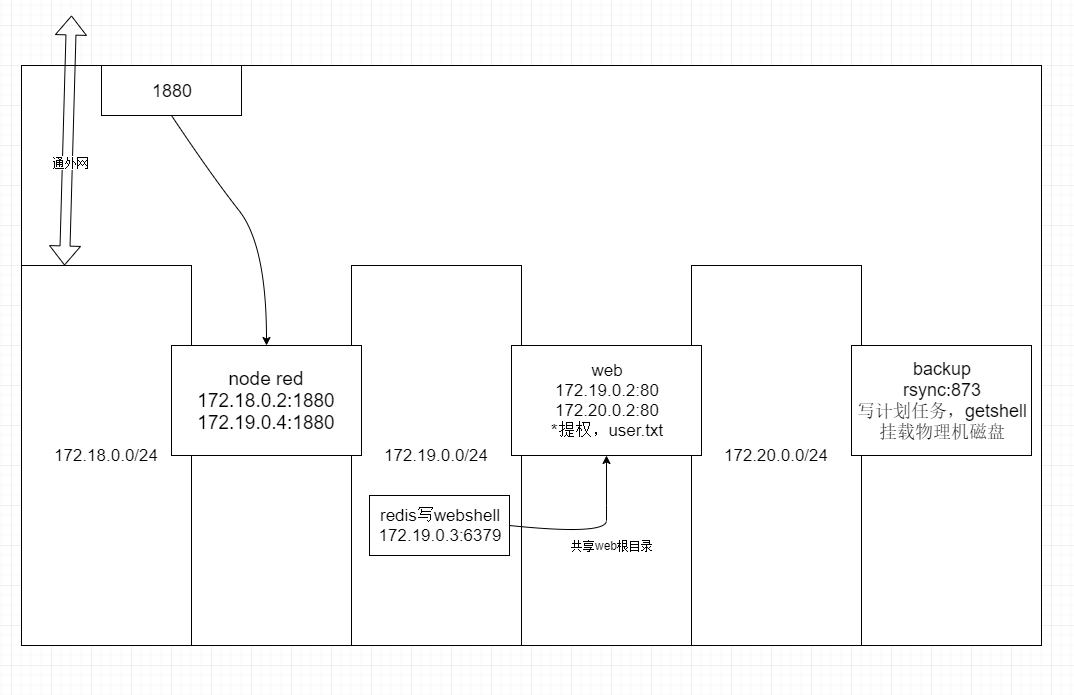 1880
通外网
node red
172.18.0.2:1880
172.19.0.4:1880
web
172.19.0.2:80
172.20.0.2:80
*提权，user.txt
backup
rsync:873
写计划任务，getshell
挂载物理机磁盘
172.18.0.0/24
172.19.0.0/24
172.20.0.0/24
redis写webshell
172.19.0.3:6379
共享web根目录